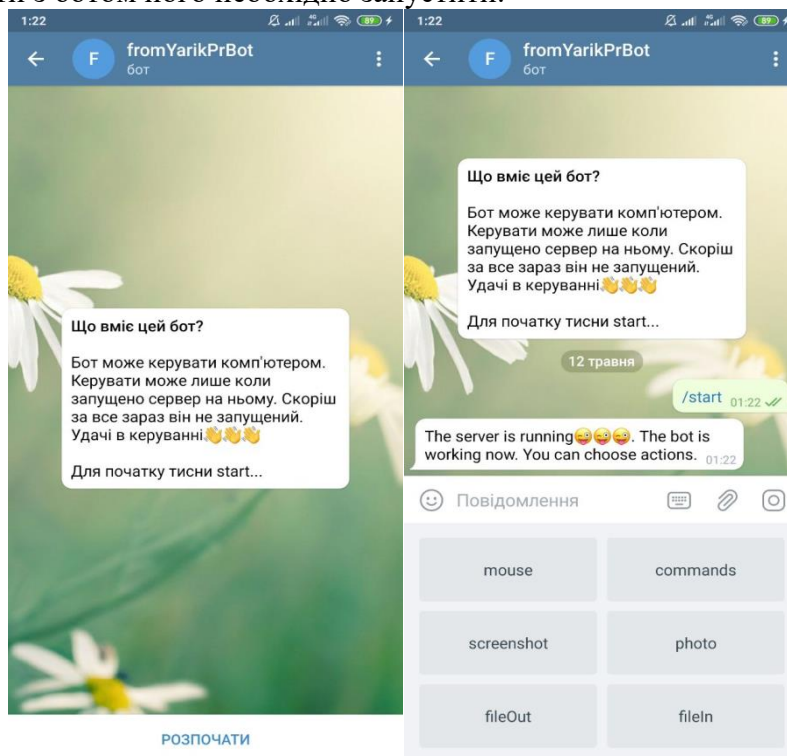 з ботом його необхідно запустити.
1:22
89
F
fromYarikPrBot
бот
Що вміє цей бот?
Бот може керувати комп'ютером.
Керувати може лише коли
запущено сервер на ньому. Скоріш
за все зараз він не запущений.
Удачі в керуванні👏👏👏
Для початку тисни start...
РОЗПОЧАТИ
1:22
89
F
fromYarikPrBot
бот
Що вміє цей бот?
Бот може керувати комп'ютером.
Керувати може лише коли
запущено сервер на ньому. Скоріш
за все зараз він не запущений.
Удачі в керуванні👏👏👏
Для початку тисни start...
12 травня
/start 01:22
The server is running😜😜😜. The bot is
working now. You can choose actions. 01:22
Повідомлення
mouse commands
screenshot photo
fileOut fileIn